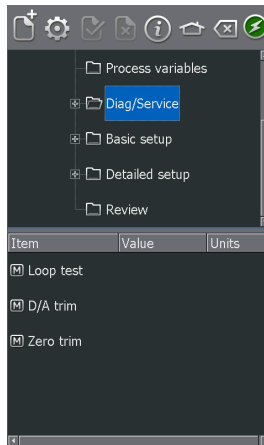 Process variables
Diag/Service
Basic setup
Detailed setup
Review
Item Value Units
M Loop test
M D/A trim
M Zero trim